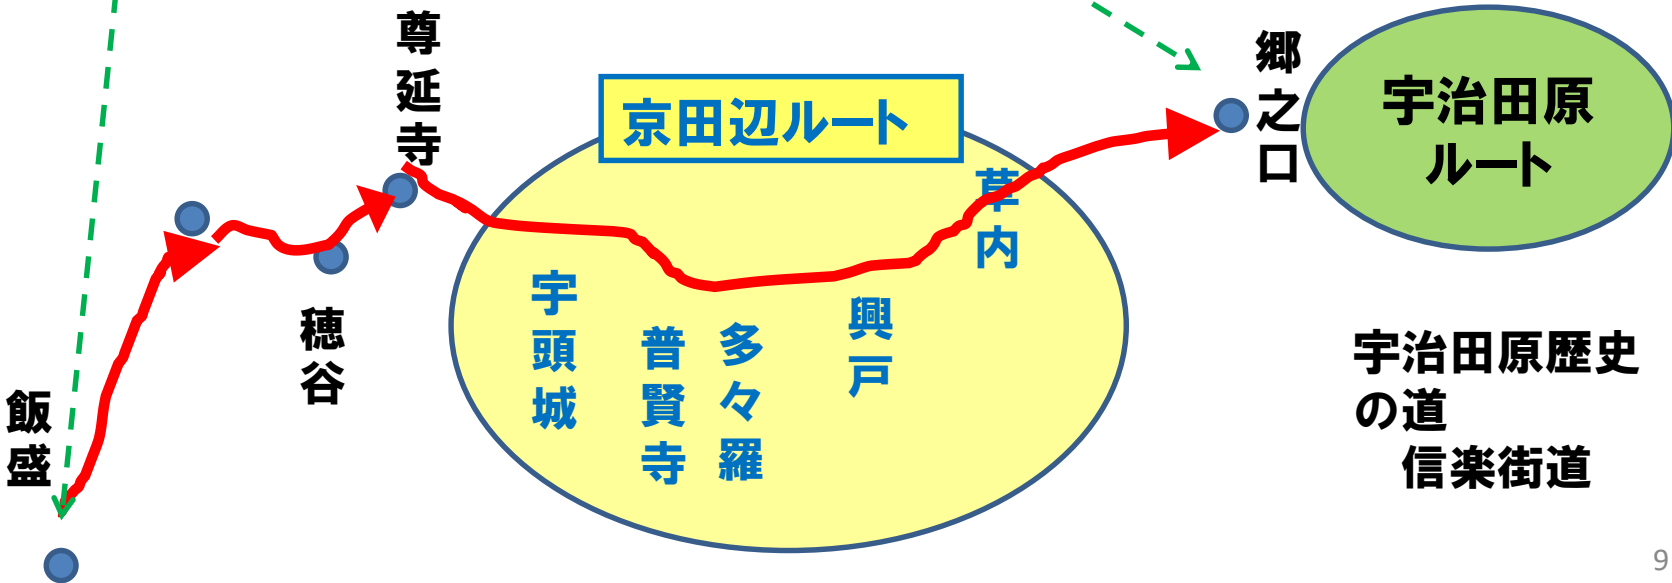 尊延寺
郷之口
京田辺ルート
宇治田原
ルート
草内
穂谷
飯盛
宇頭城
普賢寺
多々羅
興戸
宇治田原歴史
の道
信楽街道
9